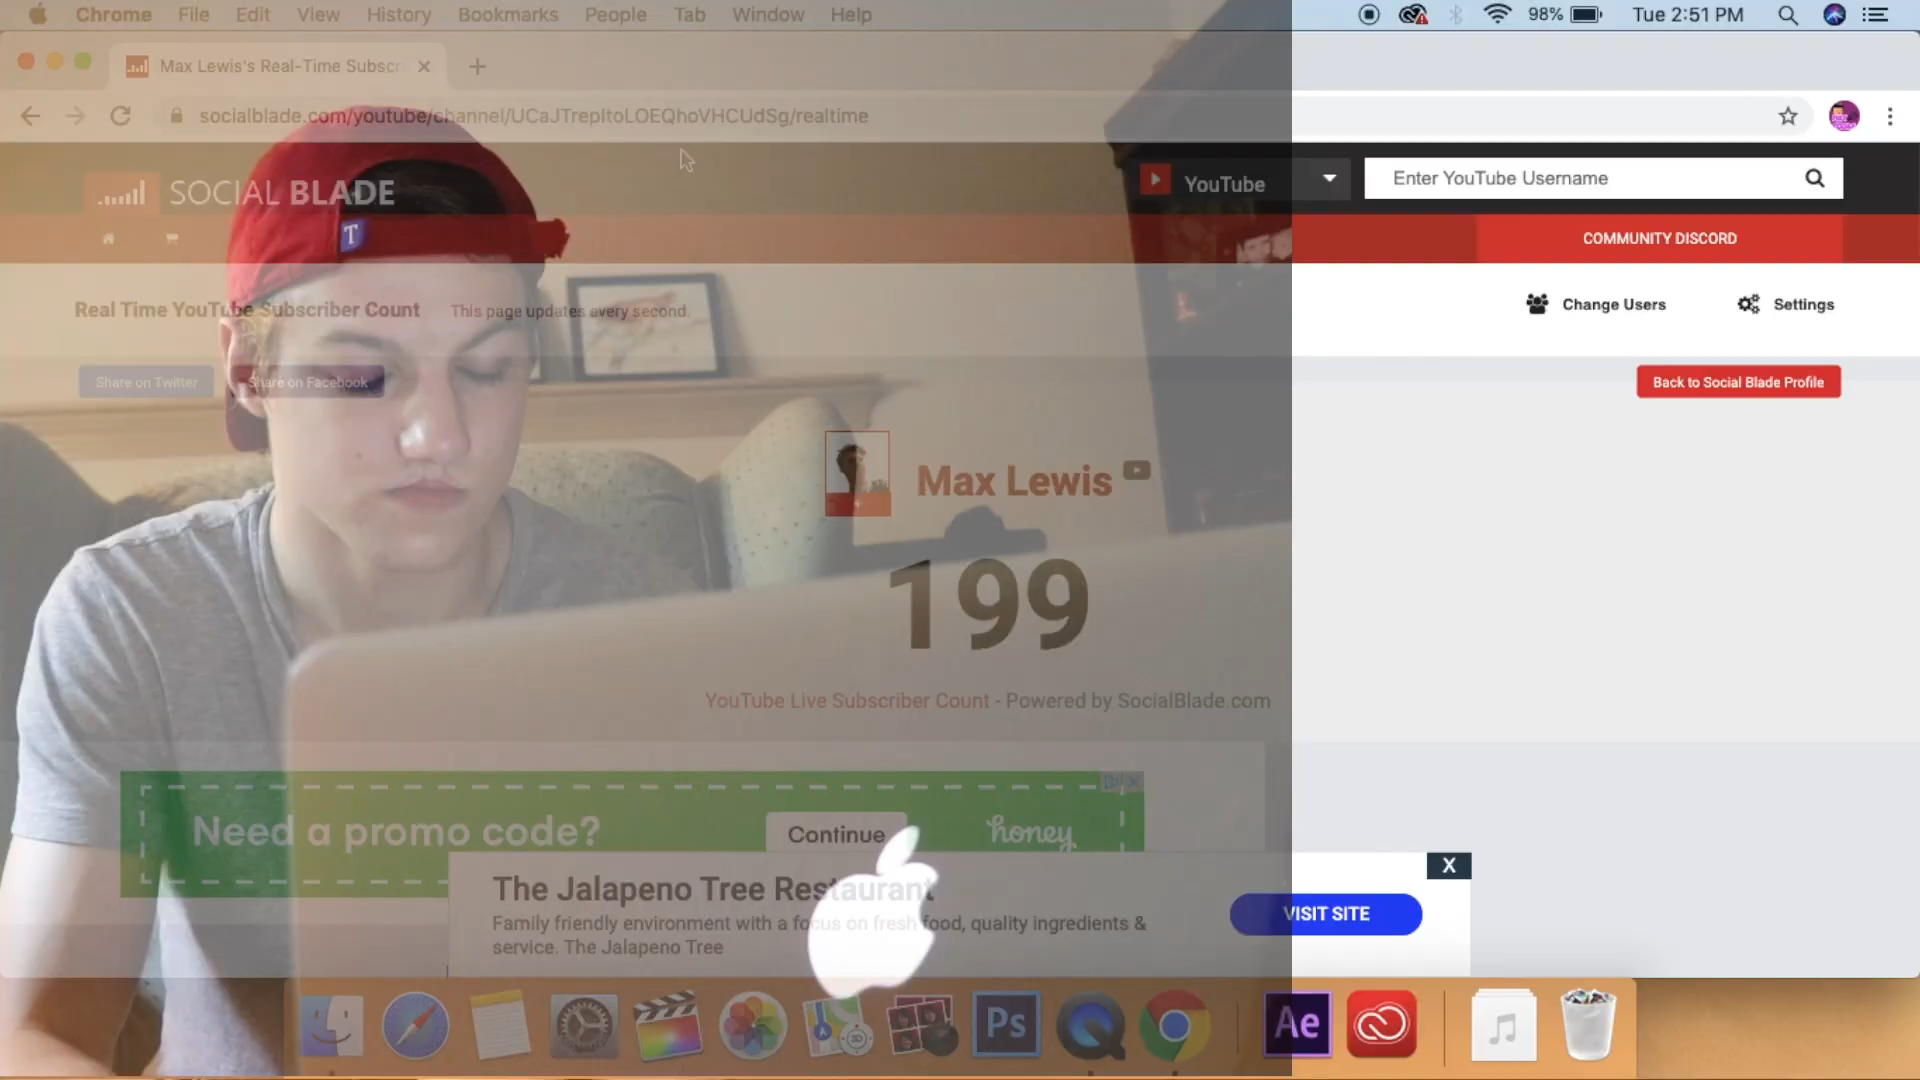 Chrome File Edit View History Bookmarks People Tab Window Help 98% Tue 2:51 PM
Max Lewis's Real-Time Subscr
socialblade.com/youtube/channel/UCaJTrepItoLOEQhoVHCUdSg/realtime
SOCIAL BLADE YouTube Enter YouTube Username
T
COMMUNITY DISCORD
Real Time YouTube Subscriber Count This page updates every second. Change Users Settings
Share on Twitter Share on Facebook Back to Social Blade Profile
Max Lewis
199
YouTube Live Subscriber Count - Powered by SocialBlade.com
Need a promo code? Continue honey
X
The Jalapeno Tree Restaurant
Family friendly environment with a focus on fresh food, quality ingredients & VISIT SITE
service. The Jalapeno Tree
Ps Ae